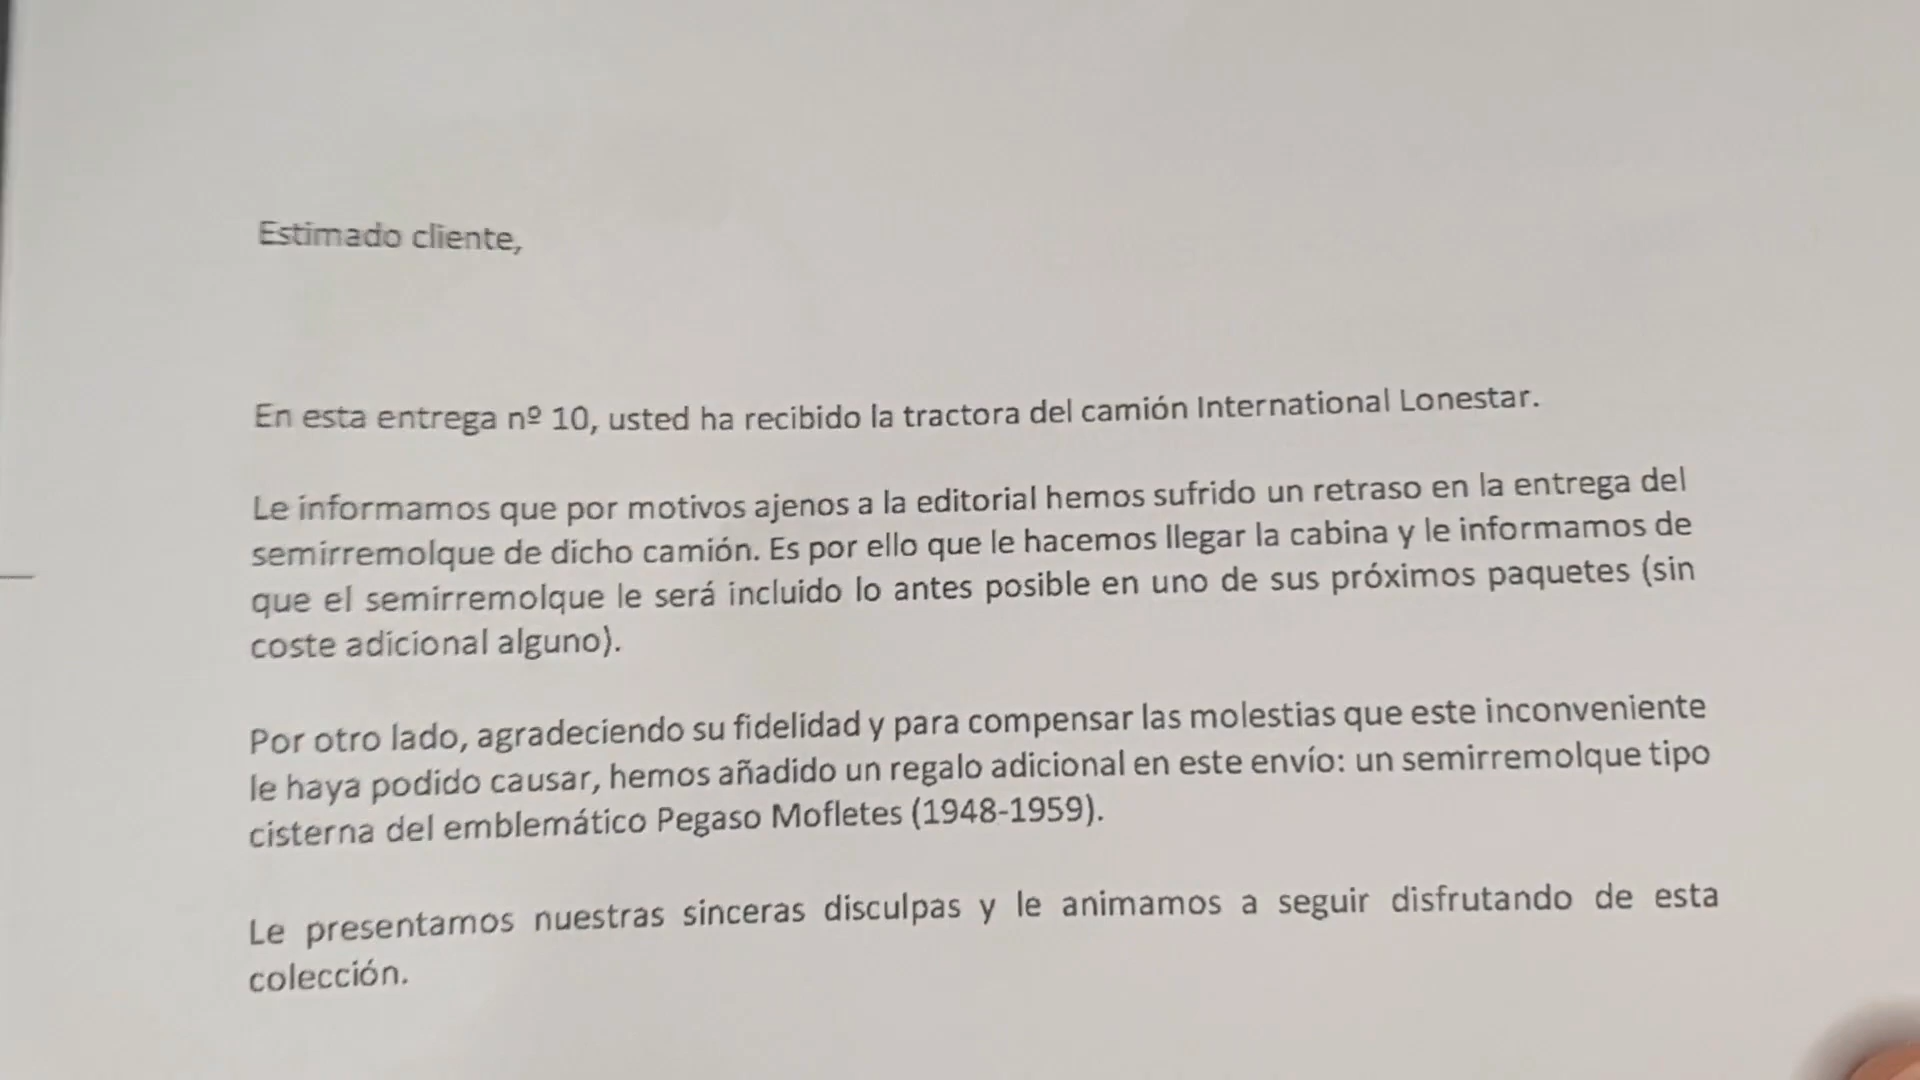 Estimado cliente,
En esta entrega nº 10, usted ha recibido la tractora del camión International Lonestar.
Le informamos que por motivos ajenos a la editorial hemos sufrido un retraso en la entrega del
semirremolque de dicho camión. Es por ello que le hacemos llegar la cabina y le informamos de
que el semirremolque le será incluido lo antes posible en uno de sus próximos paquetes (sin
coste adicional alguno).
Por otro lado, agradeciendo su fidelidad y para compensar las molestias que este inconveniente
le haya podido causar, hemos añadido un regalo adicional en este envío: un semirremolque tipo
cisterna del emblemático Pegaso Mofletes (1948-1959).
Le presentamos nuestras sinceras disculpas y le animamos a seguir disfrutando de esta
colección.